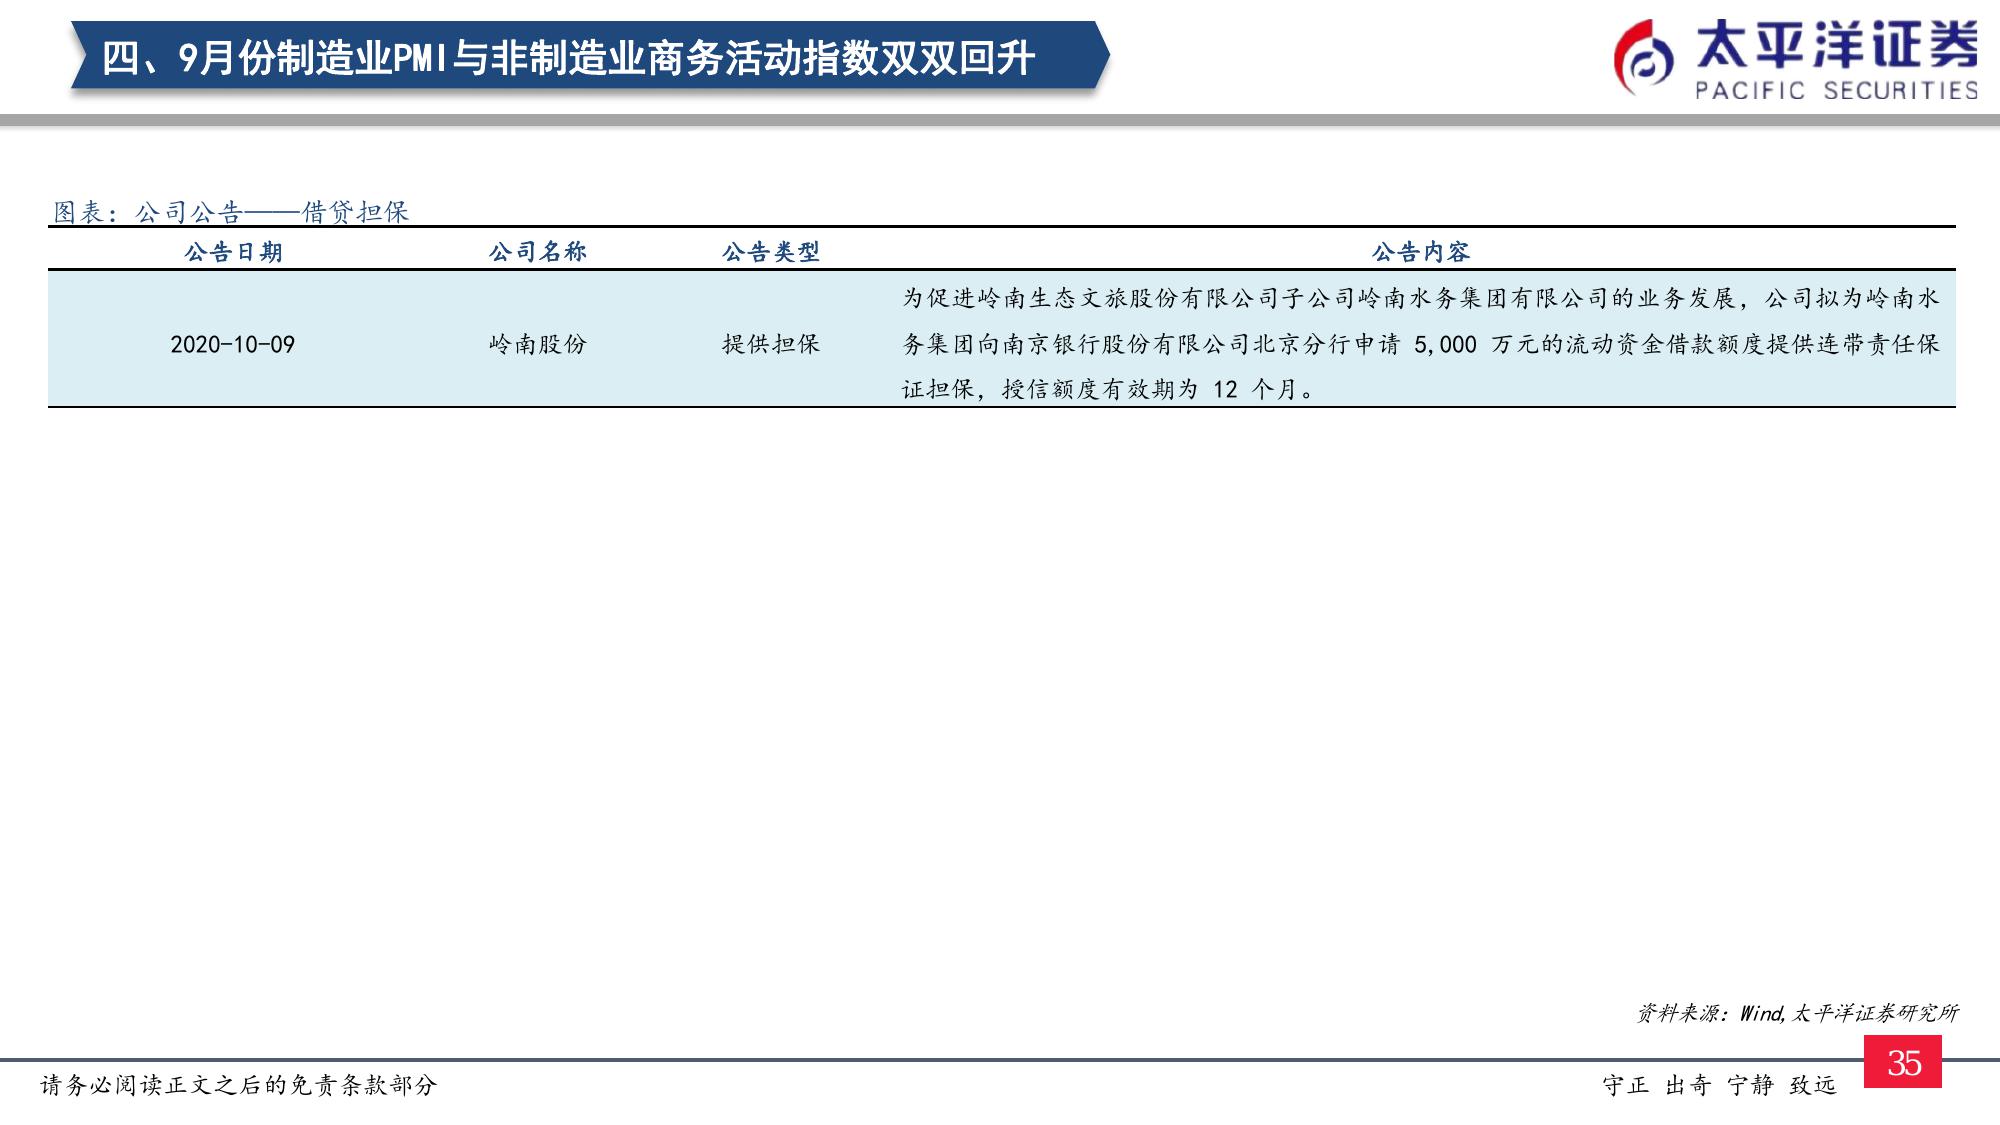 四、9月份制造业PMI与非制造业商务活动指数双双回升
太平洋证券
PACIFIC SECURITIES
图表：公司公告——借贷担保
公告日期 公司名称 公告类型 公告内容
为促进岭南生态文旅股份有限公司子公司岭南水务集团有限公司的业务发展，公司拟为岭南水
2020-10-09 岭南股份 提供担保 务集团向南京银行股份有限公司北京分行申请 5,000 万元的流动资金借款额度提供连带责任保
证担保，授信额度有效期为 12 个月。
资料来源：Wind,太平洋证券研究所
请务必阅读正文之后的免责条款部分
守正 出奇 宁静 致远
35